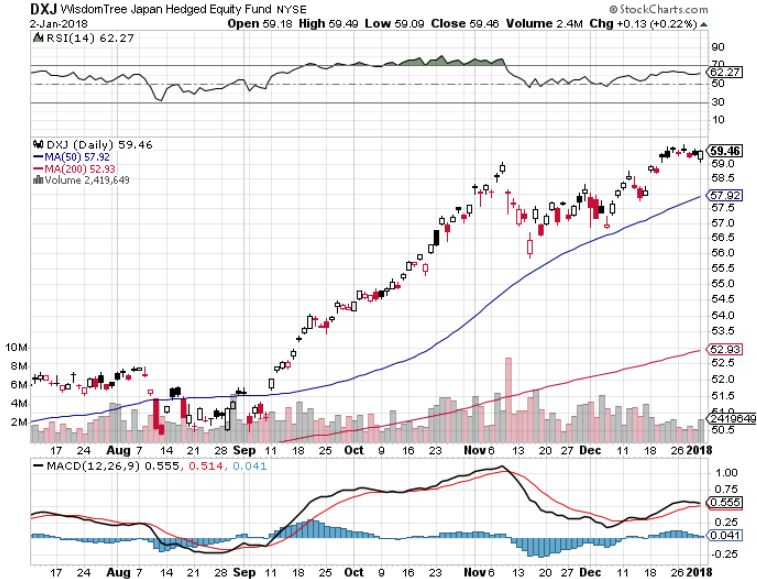 DXJ WisdomTree Japan Hedged Equity Fund NYSE © StockCharts.com
2-Jan-2018 Open 59.18 High 59.49 Low 59.09 Close 59.46 Volume 2.4M Chg +0.13 (+0.22%)
RSI(14) 62.27
90
70
62.27
50
30
10
DXJ (Daily) 59.46
MA(50) 57.92
MA(200) 52.93
Volume 2,419,649
59.46
59.0
58.5
57.92
57.5
57.0
56.5
56.0
55.5
55.0
54.5
54.0
53.5
52.93
52.5
52.0
51.5
51.0
2419649
50.5
10M
8M
6M
4M
2M
17 24 Aug 7 14 21 28 Sep 11 18 25 Oct 9 16 23 Nov 6 13 20 27 Dec 11 18 26 2018
MACD(12,26,9) 0.555, 0.514, 0.041
1.00
0.75
0.555
0.25
0.041
-0.25
17 24 Aug 7 14 21 28 Sep 11 18 25 Oct 9 16 23 Nov 6 13 20 27 Dec 11 18 26 2018